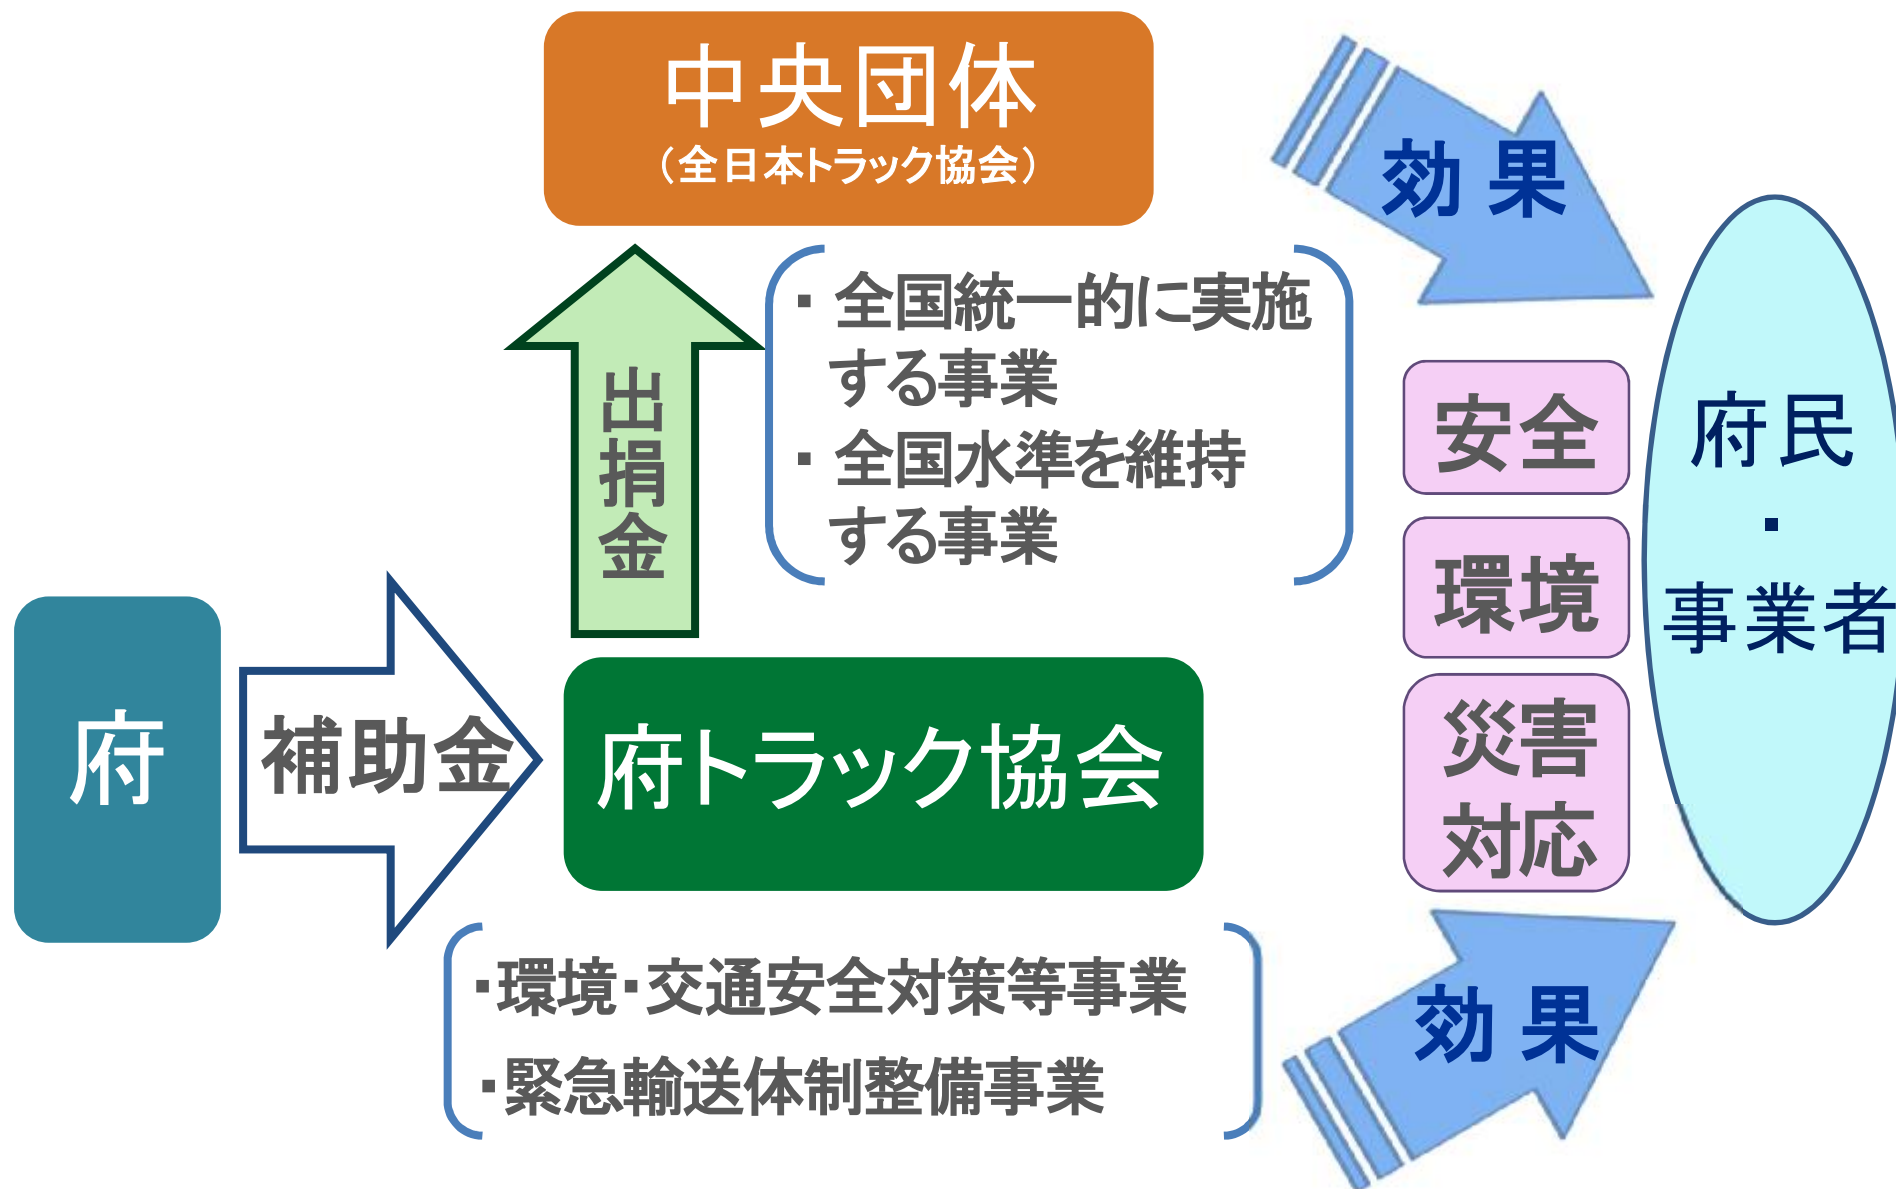 中央団体
（全日本トラック協会）
効果
・全国統一的に実施
する事業
・全国水準を維持
する事業
出捐金
安全
環境
災害
対応
府民
・
事業者
府
補助金
府トラック協会
・環境・交通安全対策等事業
・緊急輸送体制整備事業
効果